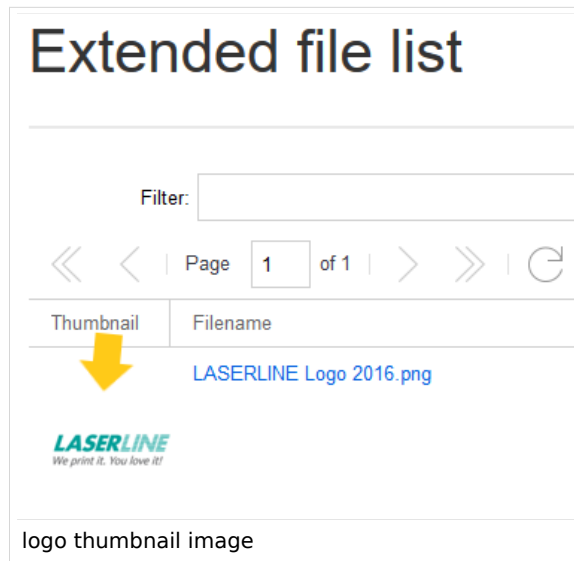 Extended file list
Filter:
Page 1 of 1
Thumbnail Filename
LASERLINE Logo 2016.png
LASERLINE
We print it. You love it!
logo thumbnail image